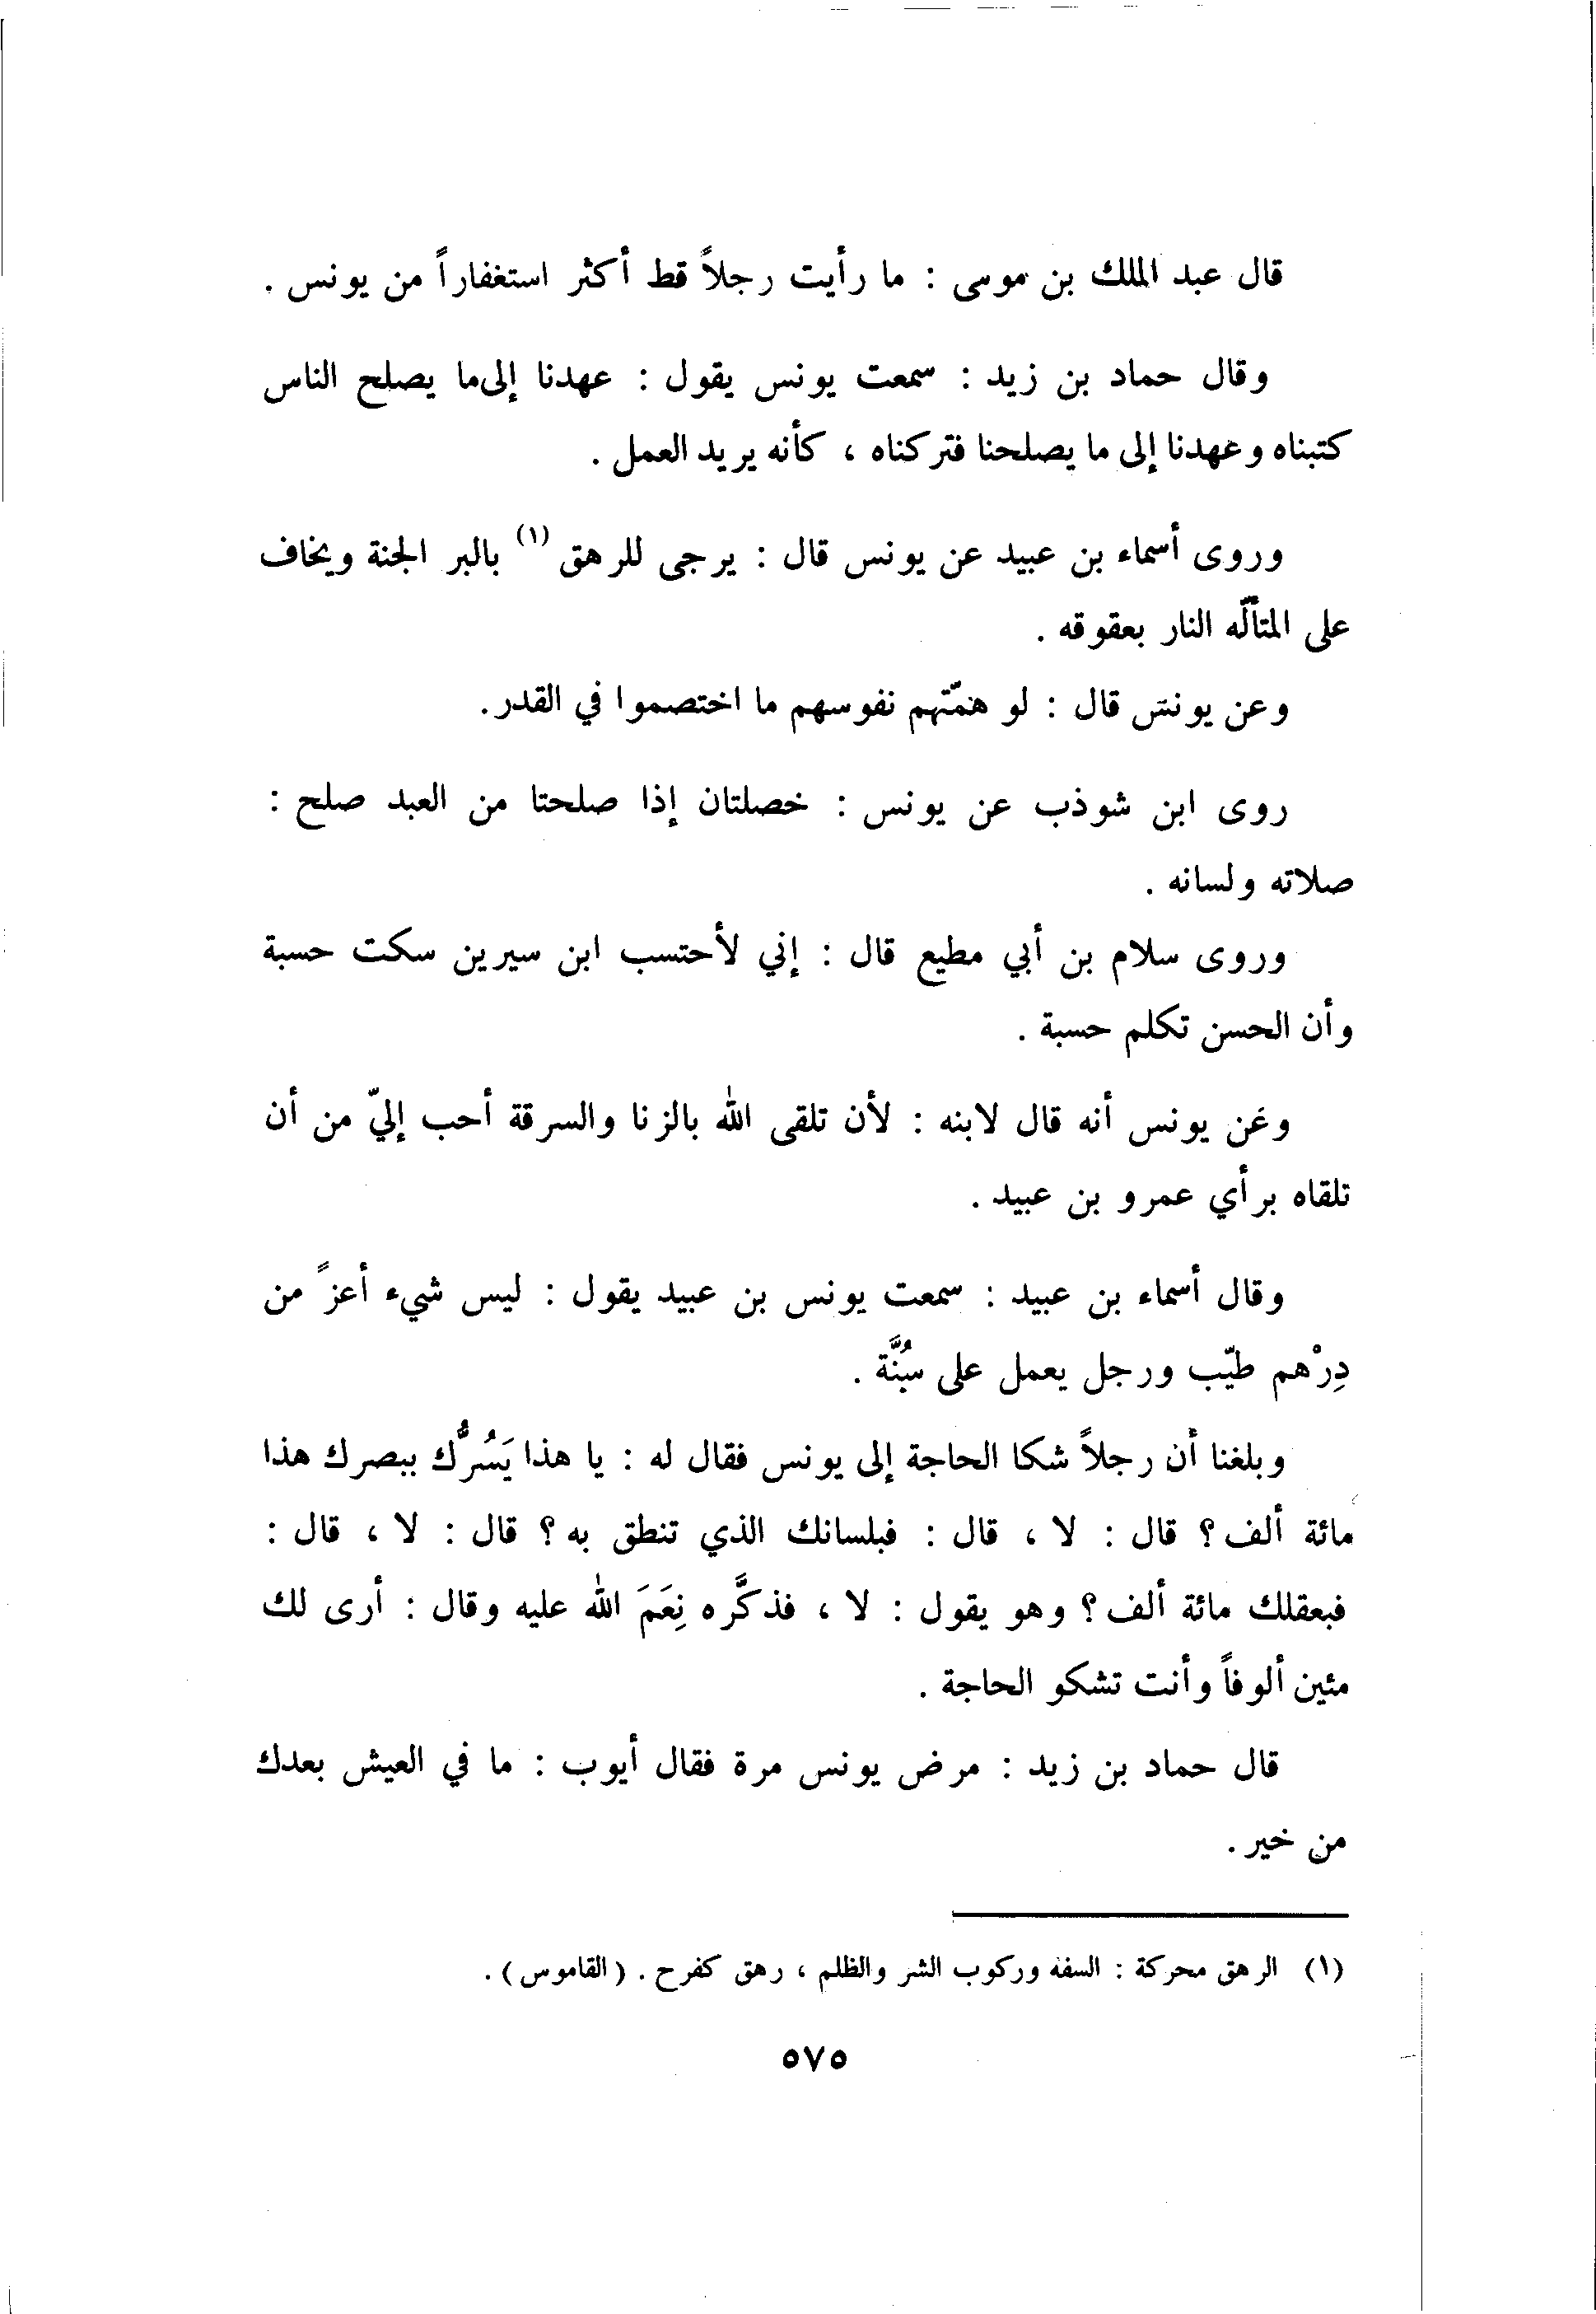 قال عبد الملك بن موسى : ما رأيت رجلاً قط أكثر استغفاراً من يونس .
وقال حماد بن زيد : سمعت يونس يقول : عهدنا إلى ما يصلح الناس
كتبناه وعهدنا إلى ما يصلحنا فتركناه ، كأنه يريد العمل .
وروى أسماء بن عبيد عن يونس قال : يرجى للرهق (١) بالبر الجنة ويخاف
على المتألّه النار بعقوقه .
وعن يونس قال : لو همّتهم نفوسهم ما اختصموا في القدر .
روى ابن شوذب عن يونس : خصلتان إذا صلحتا من العبد صلح :
صلاته ولسانه .
وروى سلام بن أبي مطيع قال : إني لأحتسب ابن سيرين سكت حسبة
وأن الحسن تكلم حسبة .
وعن يونس أنه قال لابنه : لأن تلقى الله بالزنا والسرقة أحب إليّ من أن
تلقاه برأي عمرو بن عبيد .
وقال أسماء بن عبيد : سمعت يونس بن عبيد يقول : ليس شيء أعزً من
دِرْهم طيّب ورجل يعمل على سُنَّة .
وبلغنا أن رجلاً شكا الحاجة إلى يونس فقال له : يا هذا يَسُرُّك ببصرك هذا
مائة ألف ؟ قال : لا ، قال : فبلسانك الذي تنطق به ؟ قال : لا ، قال :
فبعقلك مائة ألف ؟ وهو يقول : لا ، فذكَّره نِعَمَ الله عليه وقال : أرى لك
مئين ألوفاً وأنت تشكو الحاجة .
قال حماد بن زيد : مرض يونس مرة فقال أيوب : ما في العيش بعدك
من خير .
(١) الرهق محركة : السفه وركوب الشر والظلم ، رهق كفرح . ( القاموس ) .
٥٧٥